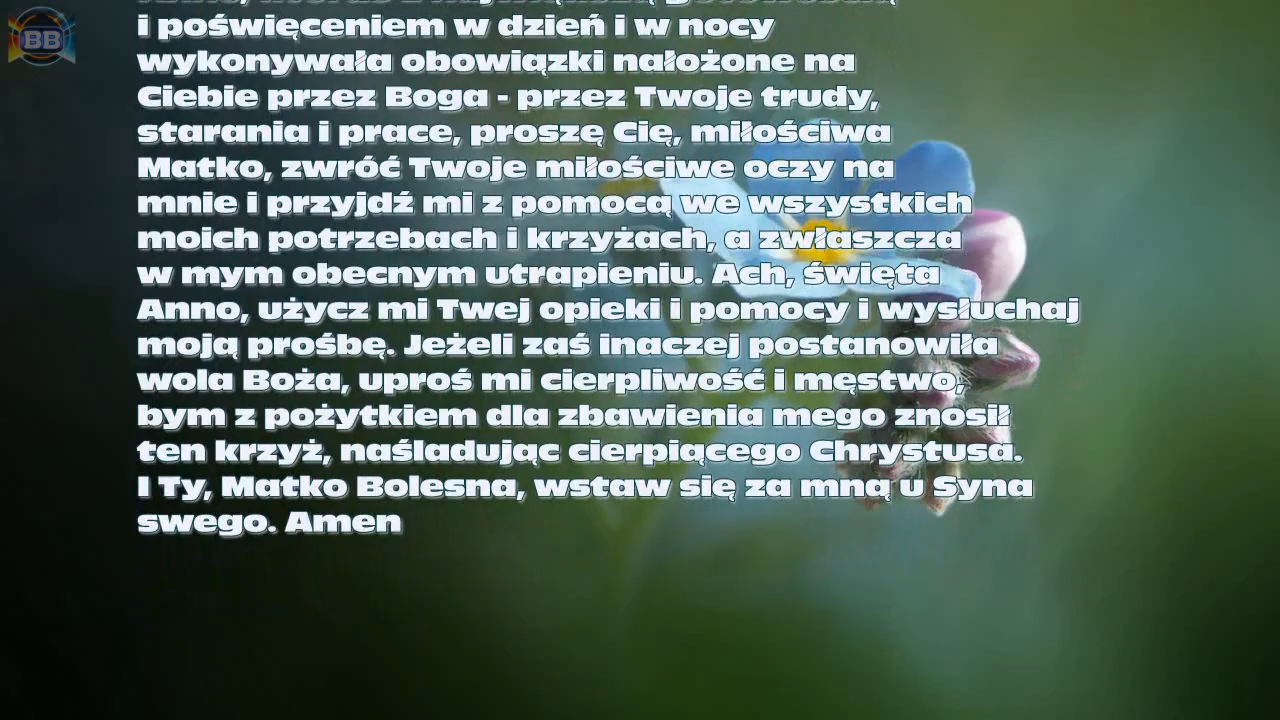 BB
i poświęceniem w dzień i w nocy
wykonywała obowiązki nałożone na
Ciebie przez Boga - przez Twoje trudy,
starania i prace, proszę Cię, miłościwa
Matko, zwróć Twoje miłościwe oczy na
mnie i przyjdź mi z pomocą we wszystkich
moich potrzebach i krzyżach, a zwłaszcza
w mym obecnym utrapieniu. Ach, święta
Anno, użycz mi Twej opieki i pomocy i wysłuchaj
moją prośbę. Jeżeli zaś inaczej postanowiła
wola Boża, uproś mi cierpliwość i męstwo,
bym z pożytkiem dla zbawienia mego znosił
ten krzyż, naśladując cierpiącego Chrystusa.
I Ty, Matko Bolesna, wstaw się za mną u Syna
swego. Amen